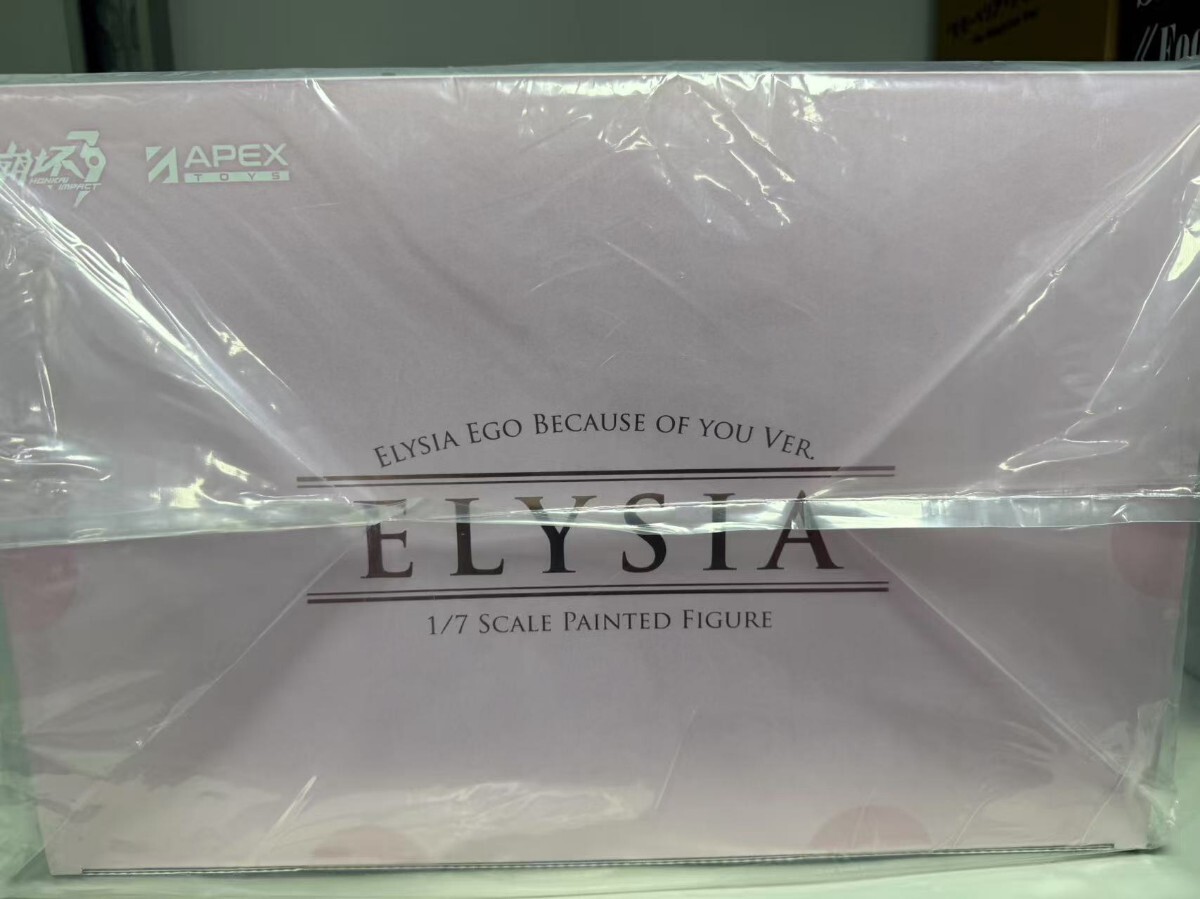 崩坏3
HONKAI IMPACT
APEX
TOYS
ELYSIA EGO BECAUSE OF YOU VER.
ELYSIA
1/7 SCALE PAINTED FIGURE